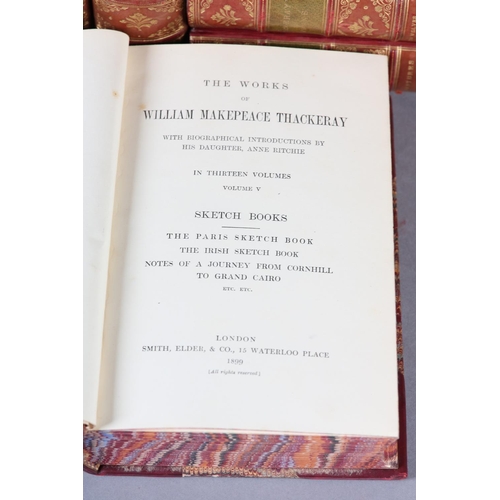 THE WORKS
OF
WILLIAM MAKEPEACE THACKERAY
WITH BIOGRAPHICAL INTRODUCTIONS BY
HIS DAUGHTER, ANNE RITCHIE
IN THIRTEEN VOLUMES
VOLUME V
SKETCH BOOKS
THE PARIS SKETCH BOOK
THE IRISH SKETCH BOOK
NOTES OF A JOURNEY FROM CORNHILL
TO GRAND CAIRO
ETC. ETC.
LONDON
SMITH, ELDER, & CO., 15 WATERLOO PLACE
1899
[All rights reserved]